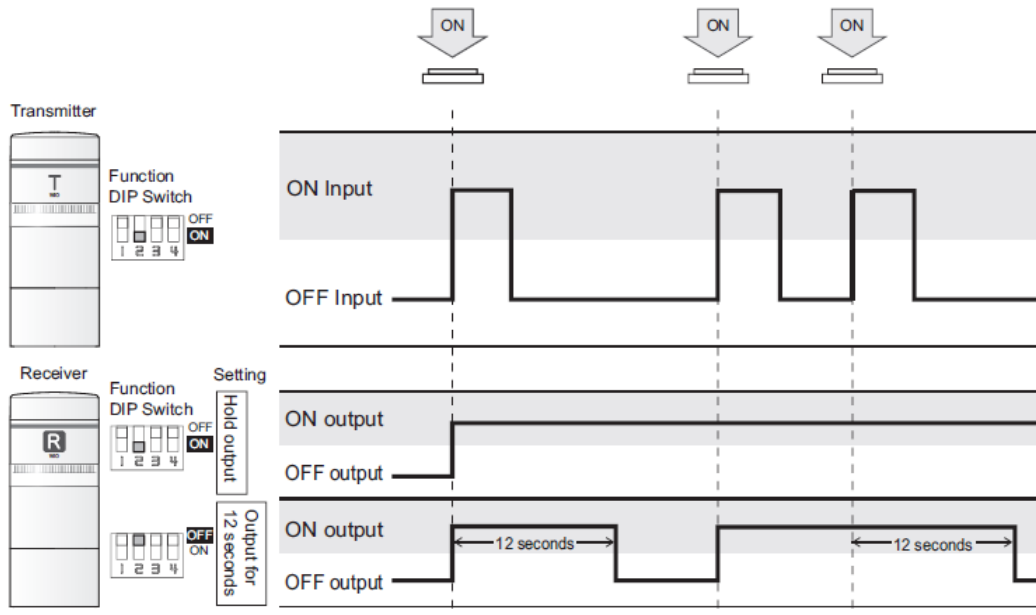 ON ON ON
Transmitter
T
Function
DIP Switch
OFF
ON
1 2 3 4
ON Input
OFF Input
Receiver
R
Function
DIP Switch
OFF
ON
1 2 3 4
Setting
Hold output
ON output
OFF output
OFF
ON
1 2 3 4
Output for
12 seconds
ON output
12 seconds
12 seconds
OFF output